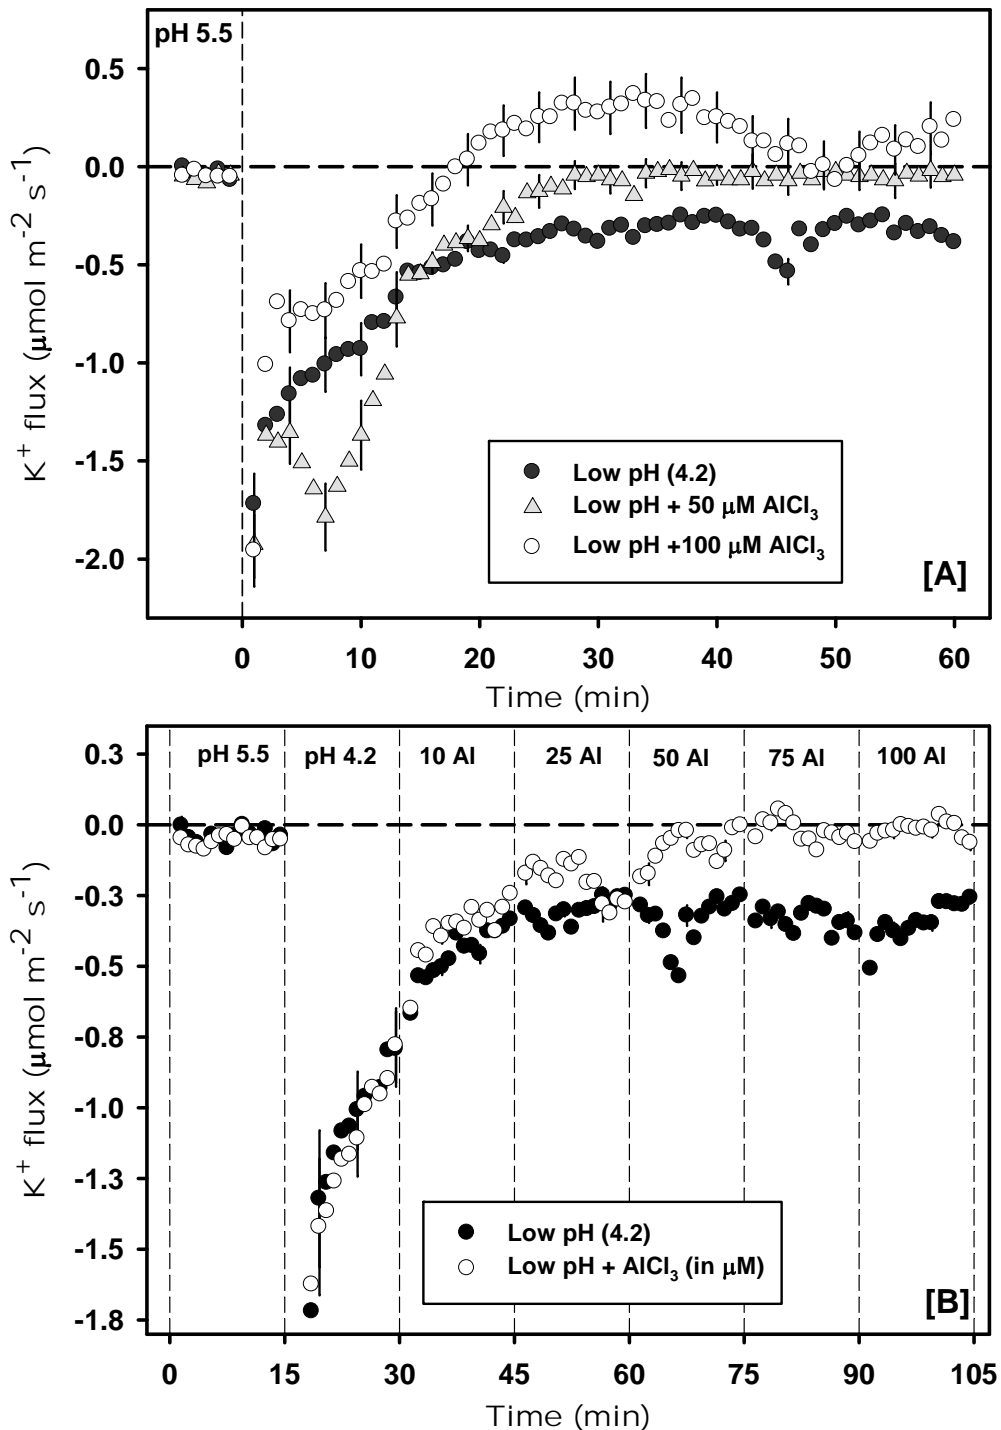 pH 5.5
0.5
0.0
-0.5
-1.0
-1.5
-2.0
K⁺ flux (μmol m⁻² s⁻¹)
Low pH (4.2)
Low pH + 50 μM AlCl₃
Low pH +100 μM AlCl₃
[A]
0 10 20 30 40 50 60
Time (min)
pH 5.5 pH 4.2 10 Al 25 Al 50 Al 75 Al 100 Al
0.3
0.0
-0.3
-0.5
-0.8
-1.0
-1.3
-1.5
-1.8
K⁺ flux (μmol m⁻² s⁻¹)
Low pH (4.2)
Low pH + AlCl₃ (in μM)
[B]
0 15 30 45 60 75 90 105
Time (min)